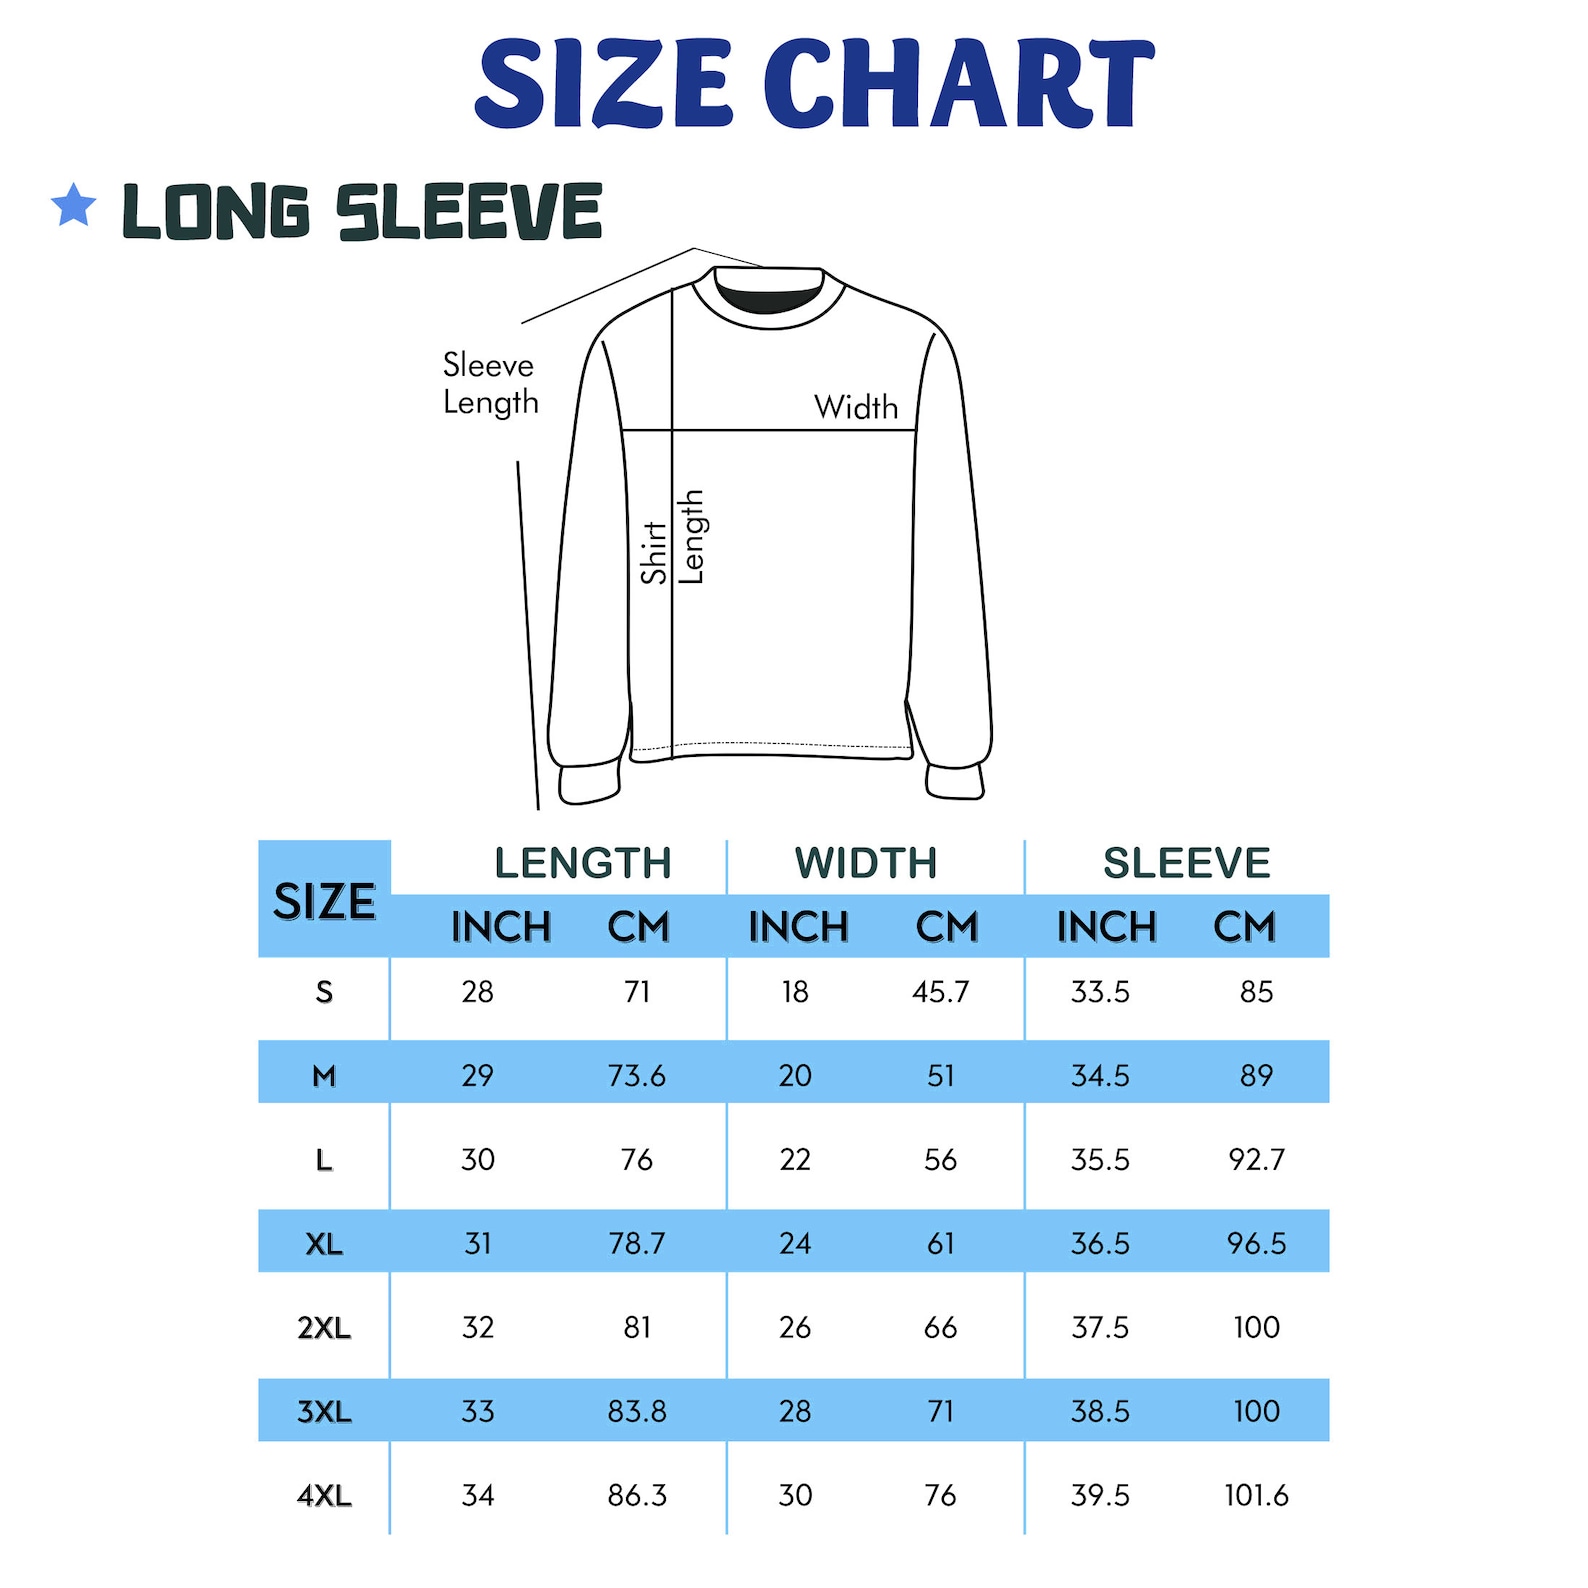 SIZE CHART
LONG SLEEVE
Sleeve
Length
Width
Shirt
Length
SIZE LENGTH WIDTH SLEEVE
INCH CM INCH CM INCH CM
S 28 71 18 45.7 33.5 85
M 29 73.6 20 51 34.5 89
L 30 76 22 56 35.5 92.7
XL 31 78.7 24 61 36.5 96.5
2XL 32 81 26 66 37.5 100
3XL 33 83.8 28 71 38.5 100
4XL 34 86.3 30 76 39.5 101.6